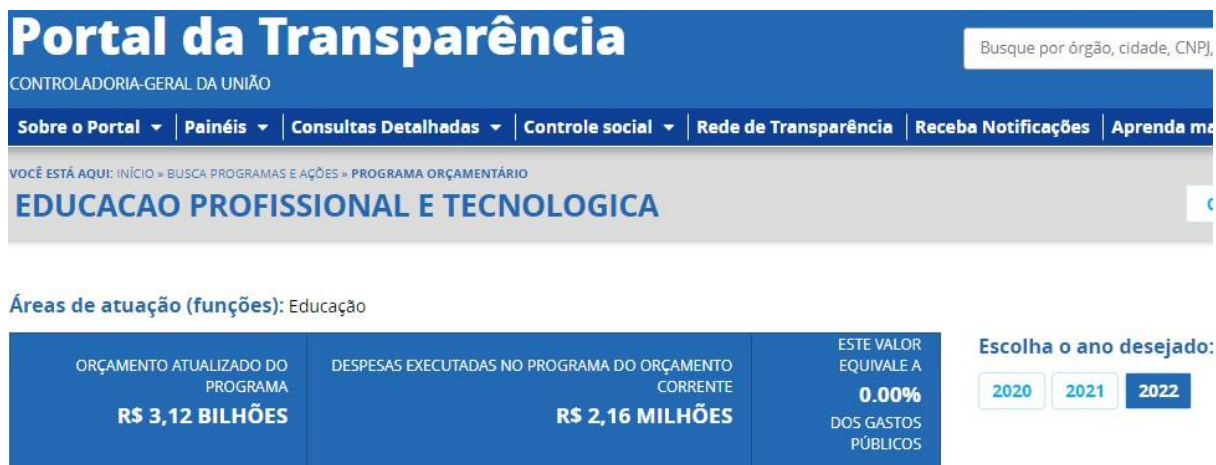 Portal da Transparência
CONTROLADORIA-GERAL DA UNIÃO
Busque por órgão, cidade, CNPJ,
Sobre o Portal Painéis Consultas Detalhadas Controle social Rede de Transparência Receba Notificações Aprenda ma
VOCÊ ESTÁ AQUI: INÍCIO » BUSCA PROGRAMAS E AÇÕES » PROGRAMA ORÇAMENTÁRIO
EDUCACAO PROFISSIONAL E TECNOLOGICA
Áreas de atuação (funções): Educação
ORÇAMENTO ATUALIZADO DO
PROGRAMA
R$ 3,12 BILHÕES
DESPESAS EXECUTADAS NO PROGRAMA DO ORÇAMENTO
CORRENTE
R$ 2,16 MILHÕES
ESTE VALOR
EQUIVALE A
0.00%
DOS GASTOS
PÚBLICOS
Escolha o ano desejado:
2020 2021 2022